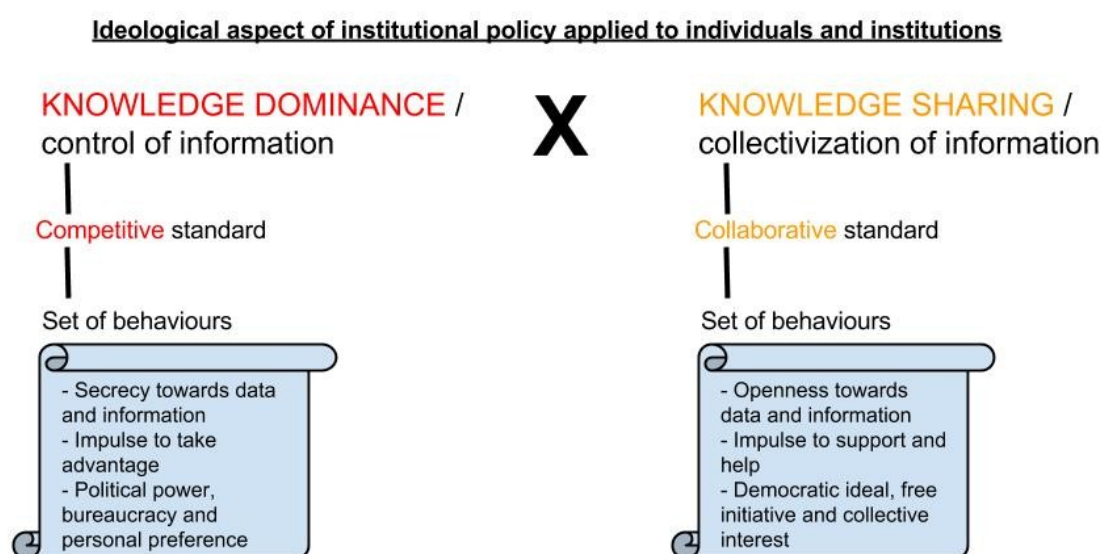 Ideological aspect of institutional policy applied to individuals and institutions
KNOWLEDGE DOMINANCE /
control of information
X
KNOWLEDGE SHARING /
collectivization of information
Competitive standard
Collaborative standard
Set of behaviours
Set of behaviours
- Secrecy towards data
and information
- Impulse to take
advantage
- Political power,
bureaucracy and
personal preference
- Openness towards
data and information
- Impulse to support and
help
- Democratic ideal, free
initiative and collective
interest